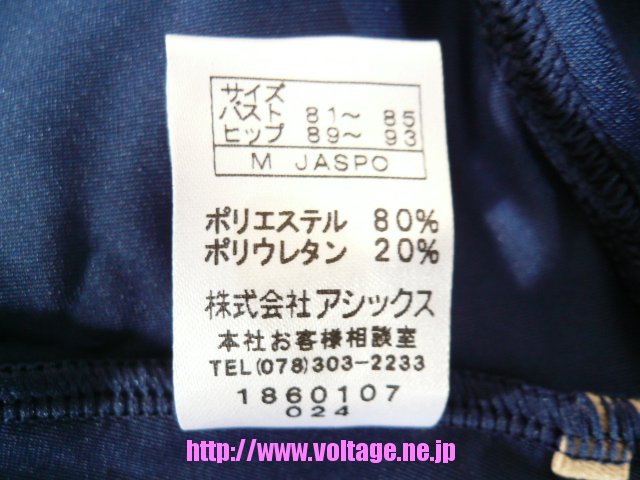 サイズ
バスト 81～ 85
ヒップ 89～ 93
M JASPO
ポリエステル 80%
ポリウレタン 20%
株式会社アシックス
本社お客様相談室
TEL(078)303-2233
1860107
024
http://www.voltage.ne.jp